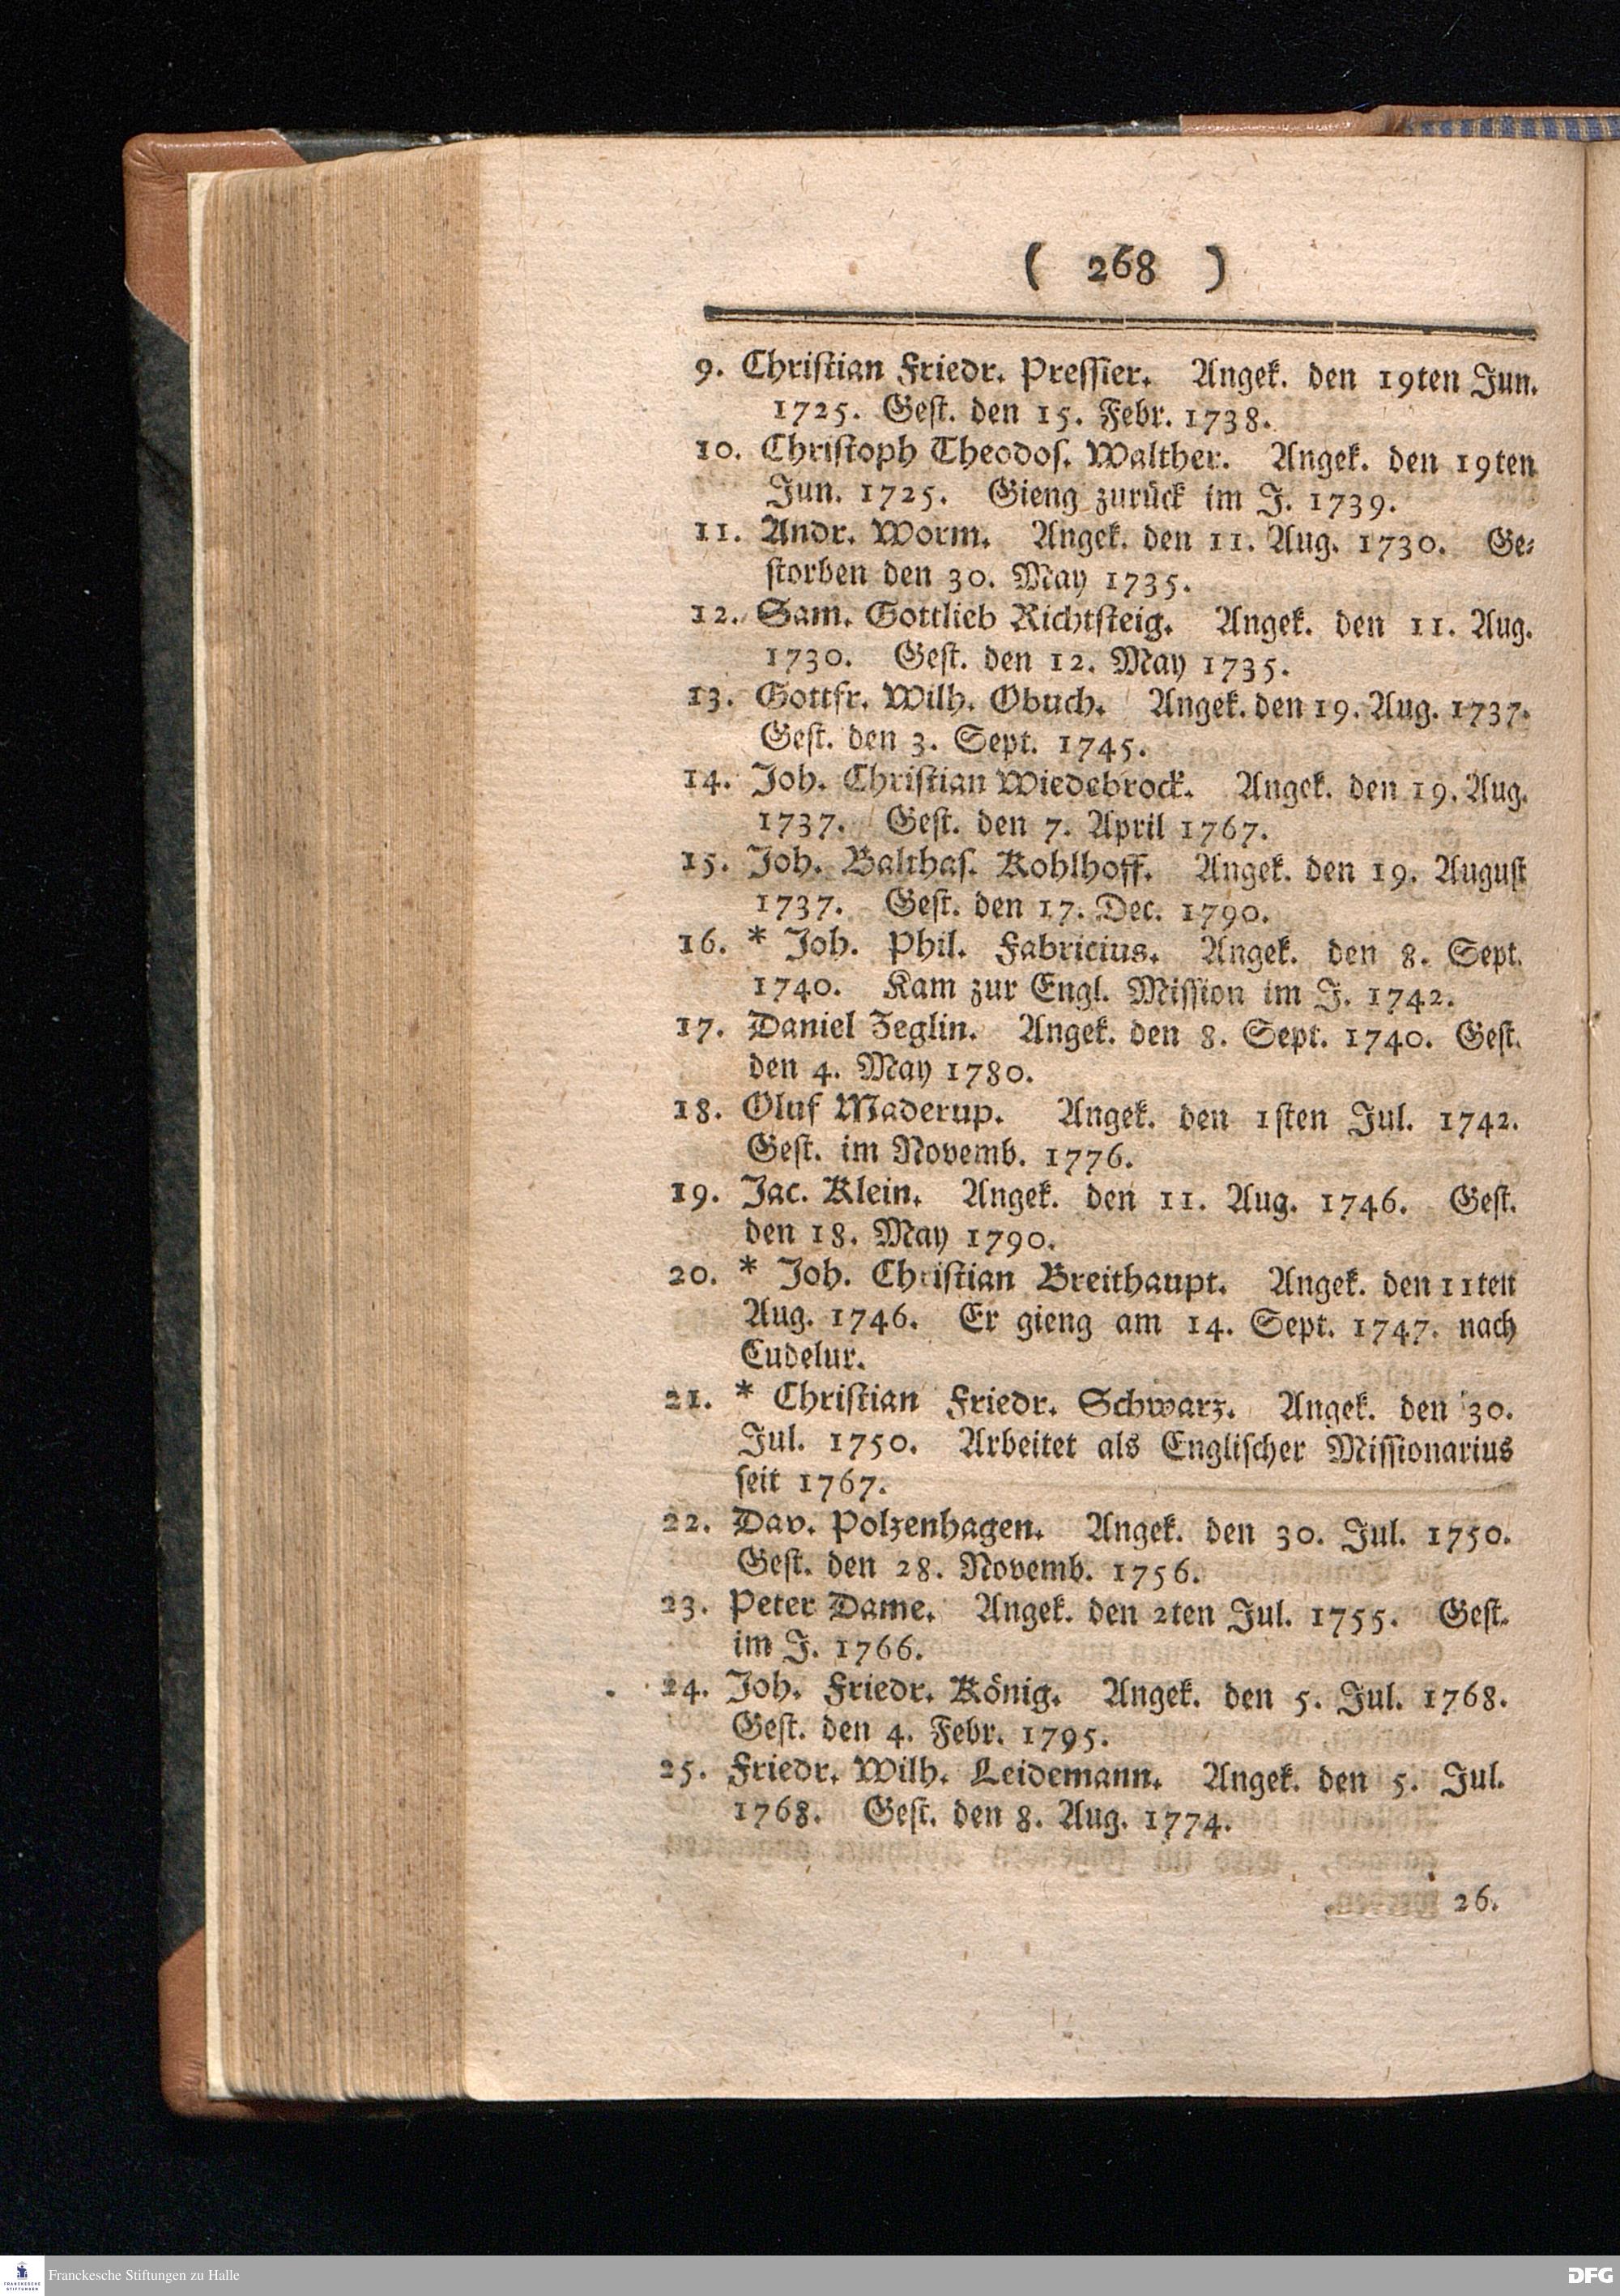 ( 268 )
9. Christian Friedr. Pressier. Angek. den 19ten Jun.
1725. Gest. den 15. Febr. 1738.
10. Christoph Theodos. Walther. Angek. den 19ten
Jun. 1725. Gieng zurück im J. 1739.
11. Andr. Worm. Angek. den 11. Aug. 1730. Ge-
storben den 30. May 1735.
12. Sam. Gottlieb Richtsteig. Angek. den 11. Aug.
1730. Gest. den 12. May 1735.
13. Gottfr. Wilh. Obuch. Angek. den 19. Aug. 1737.
Gest. den 3. Sept. 1745.
14. Joh. Christian Wiedebrock. Angek. den 19. Aug.
1737. Gest. den 7. April 1767.
15. Joh. Balthas. Kohlhoff. Angek. den 19. August
1737. Gest. den 17. Dec. 1790.
16. * Joh. Phil. Fabricius. Angek. den 8. Sept.
1740. Kam zur Engl. Mission im J. 1742.
17. Daniel Zeglin. Angek. den 8. Sept. 1740. Gest.
den 4. May 1780.
18. Oluf Maderup. Angek. den 1sten Jul. 1742.
Gest. im Novemb. 1776.
19. Jac. Klein. Angek. den 11. Aug. 1746. Gest.
den 18. May 1790.
20. * Joh. Christian Breithaupt. Angek. den 11ten
Aug. 1746. Er gieng am 14. Sept. 1747. nach
Cudelur.
21. * Christian Friedr. Schwarz. Angek. den 30.
Jul. 1750. Arbeitet als Englischer Missionarius
seit 1767.
22. Dav. Polzenhagen. Angek. den 30. Jul. 1750.
Gest. den 28. Novemb. 1756.
23. Peter Dame. Angek. den 2ten Jul. 1755. Gest.
im J. 1766.
24. Joh. Friedr. König. Angek. den 5. Jul. 1768.
Gest. den 4. Febr. 1795.
25. Friedr. Wilh. Leidemann. Angek. den 5. Jul.
1768. Gest. den 8. Aug. 1774.
26.
FRANCKESCHE STIFTUNGEN
Franckesche Stiftungen zu Halle
DFG